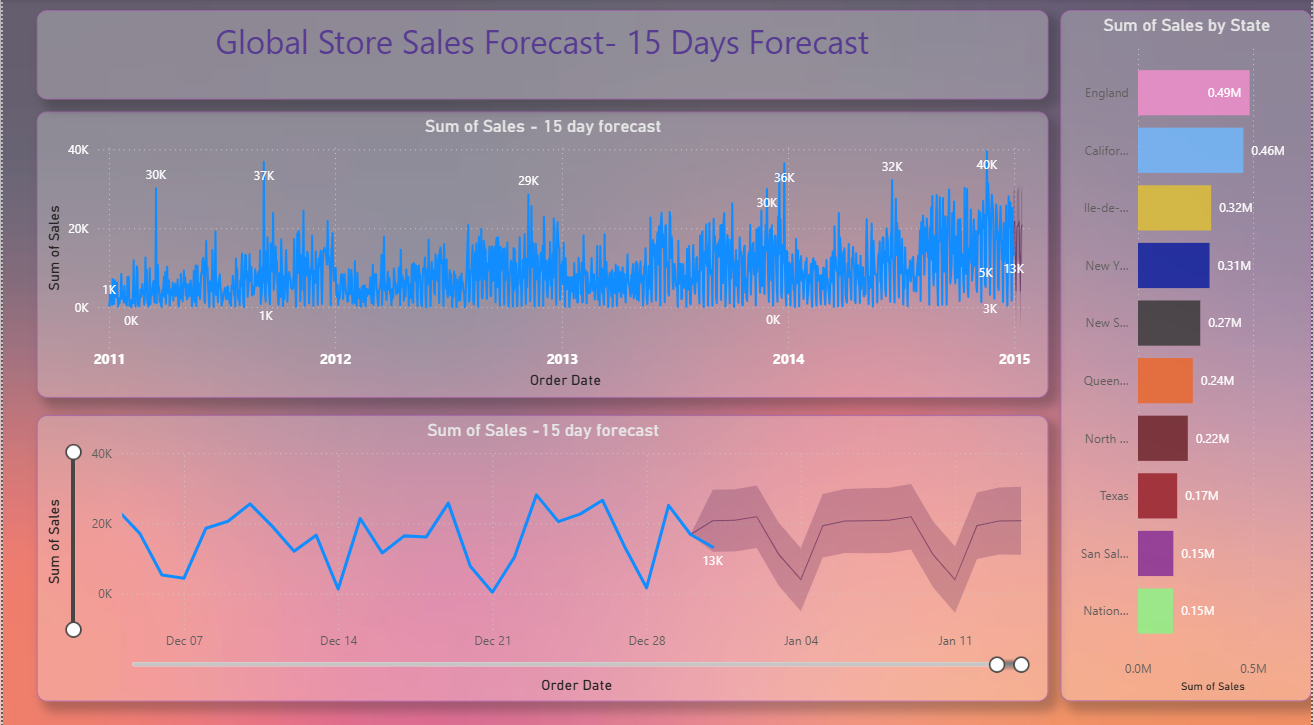 Global Store Sales Forecast- 15 Days Forecast
Sum of Sales - 15 day forecast
Sum of Sales
40K
20K
0K
30K
37K
29K
36K
30K
32K
40K
1K
5K
13K
0K
1K
0K
3K
2011
2012
2013
2014
2015
Order Date
Sum of Sales -15 day forecast
Sum of Sales
40K
20K
0K
13K
Dec 07
Dec 14
Dec 21
Dec 28
Jan 04
Jan 11
Order Date
Sum of Sales by State
England 0.49M
Califor... 0.46M
Ile-de-... 0.32M
New Y... 0.31M
New S... 0.27M
Queen... 0.24M
North ... 0.22M
Texas 0.17M
San Sal... 0.15M
Nation... 0.15M
0.0M 0.5M
Sum of Sales